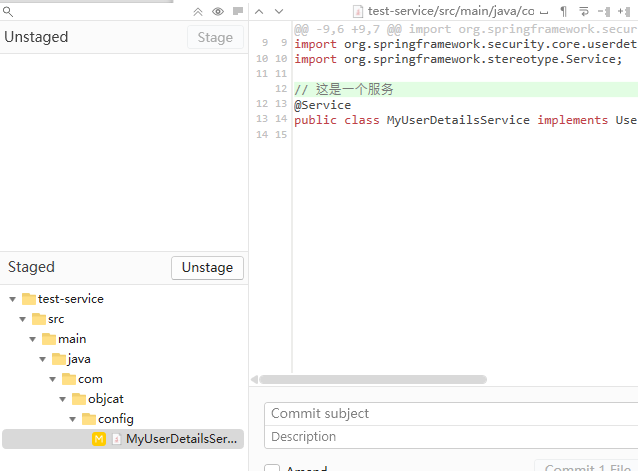 Unstaged
Stage
Staged
Unstage
test-service
src
main
java
com
objcat
config
M MyUserDetailsSer...
test-service/src/main/java/co
@@ -9,6 +9,7 @@ import org.springframework.secur
9 9 import org.springframework.security.core.userdet
10 10 import org.springframework.stereotype.Service;
11 11
12 // 这是一个服务
12 13 @Service
13 14 public class MyUserDetailsService implements Use
14 15
Commit subject
Description
Amend
Commit 1 File